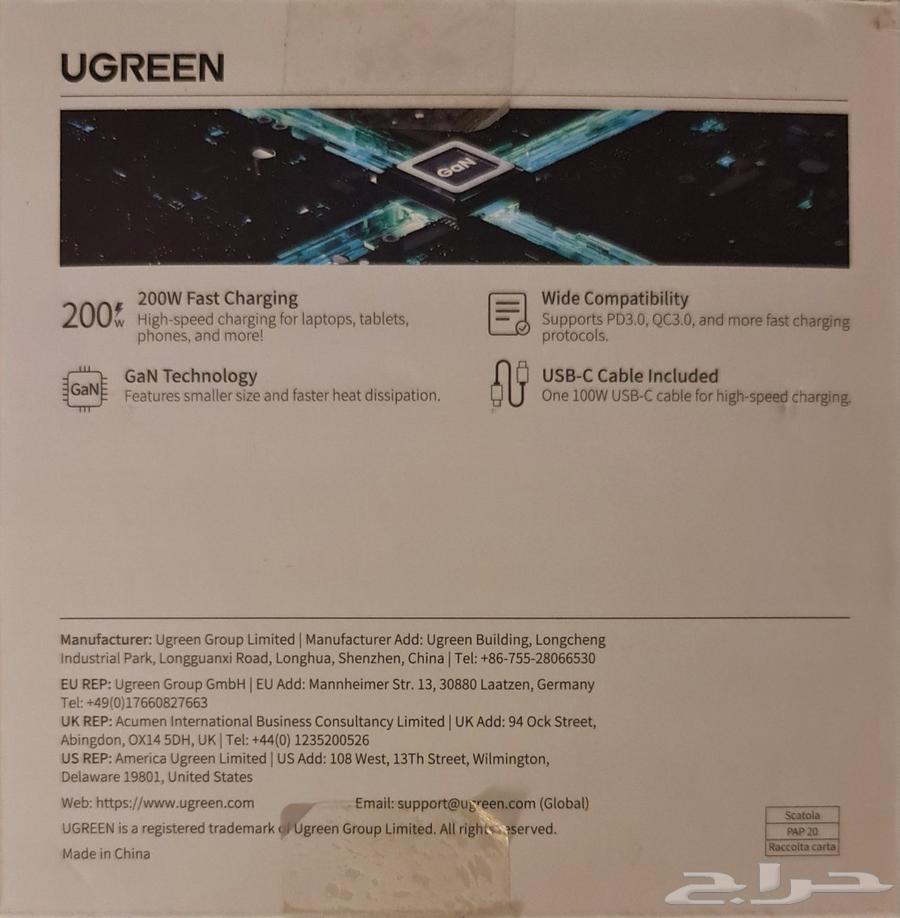 UGREEN
GaN
200W
200W Fast Charging
High-speed charging for laptops, tablets,
phones, and more!
Wide Compatibility
Supports PD3.0, QC3.0, and more fast charging
protocols.
GaN
GaN Technology
Features smaller size and faster heat dissipation.
USB-C Cable Included
One 100W USB-C cable for high-speed charging.
Manufacturer: Ugreen Group Limited | Manufacturer Add: Ugreen Building, Longcheng
Industrial Park, Longguanxi Road, Longhua, Shenzhen, China | Tel: +86-755-28066530
EU REP: Ugreen Group GmbH | EU Add: Mannheimer Str. 13, 30880 Laatzen, Germany
Tel: +49(0)17660827663
UK REP: Acumen International Business Consultancy Limited | UK Add: 94 Ock Street,
Abingdon, OX14 5DH, UK | Tel: +44(0) 1235200526
US REP: America Ugreen Limited | US Add: 108 West, 13Th Street, Wilmington,
Delaware 19801, United States
Web: https://www.ugreen.com Email: support@ugreen.com (Global)
UGREEN is a registered trademark of Ugreen Group Limited. All rights reserved.
Made in China
Scatola
PAP 20
Raccolta carta
حراج